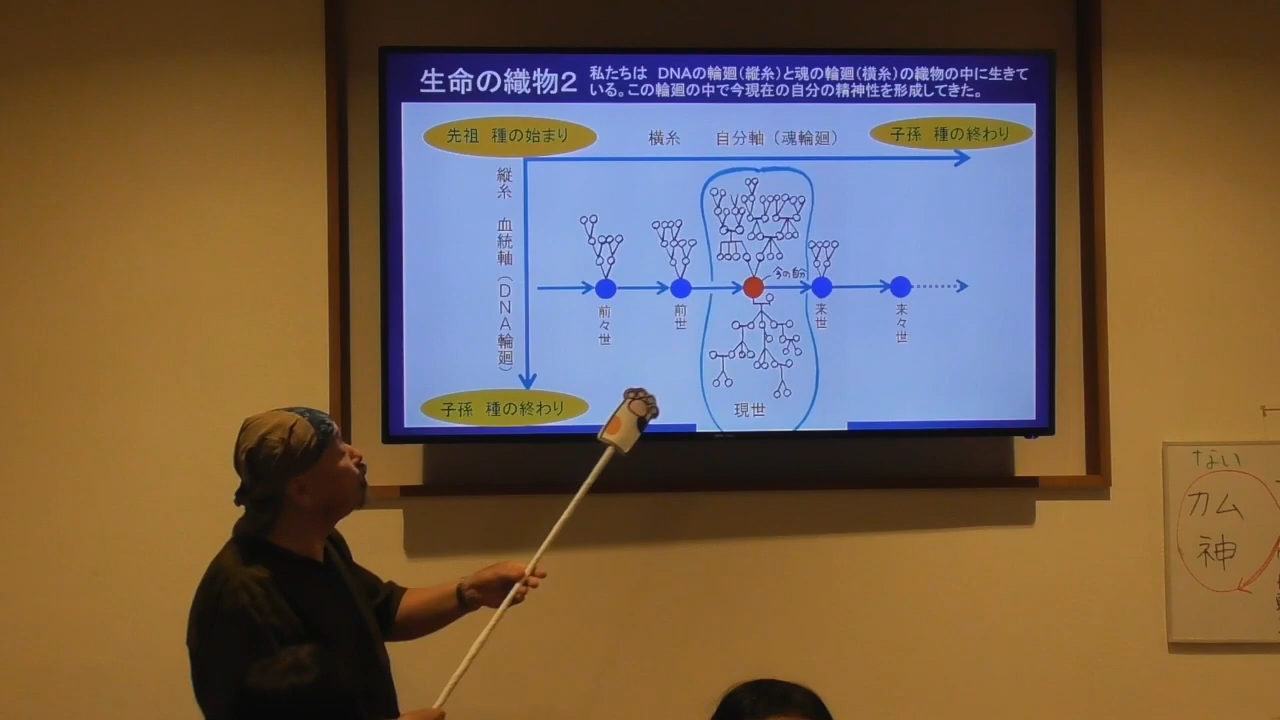 生命の織物2
私たちは DNAの輪廻(縦糸)と魂の輪廻(横糸)の織物の中に生きて
いる。この輪廻の中で今現在の自分の精神性を形成してきた。
先祖 種の始まり
横糸 自分軸(魂輪廻)
子孫 種の終わり
縦糸 血統軸(DNA輪廻)
今の自分
前々世
前世
来世
来々世
現世
子孫 種の終わり
ない
カム
神